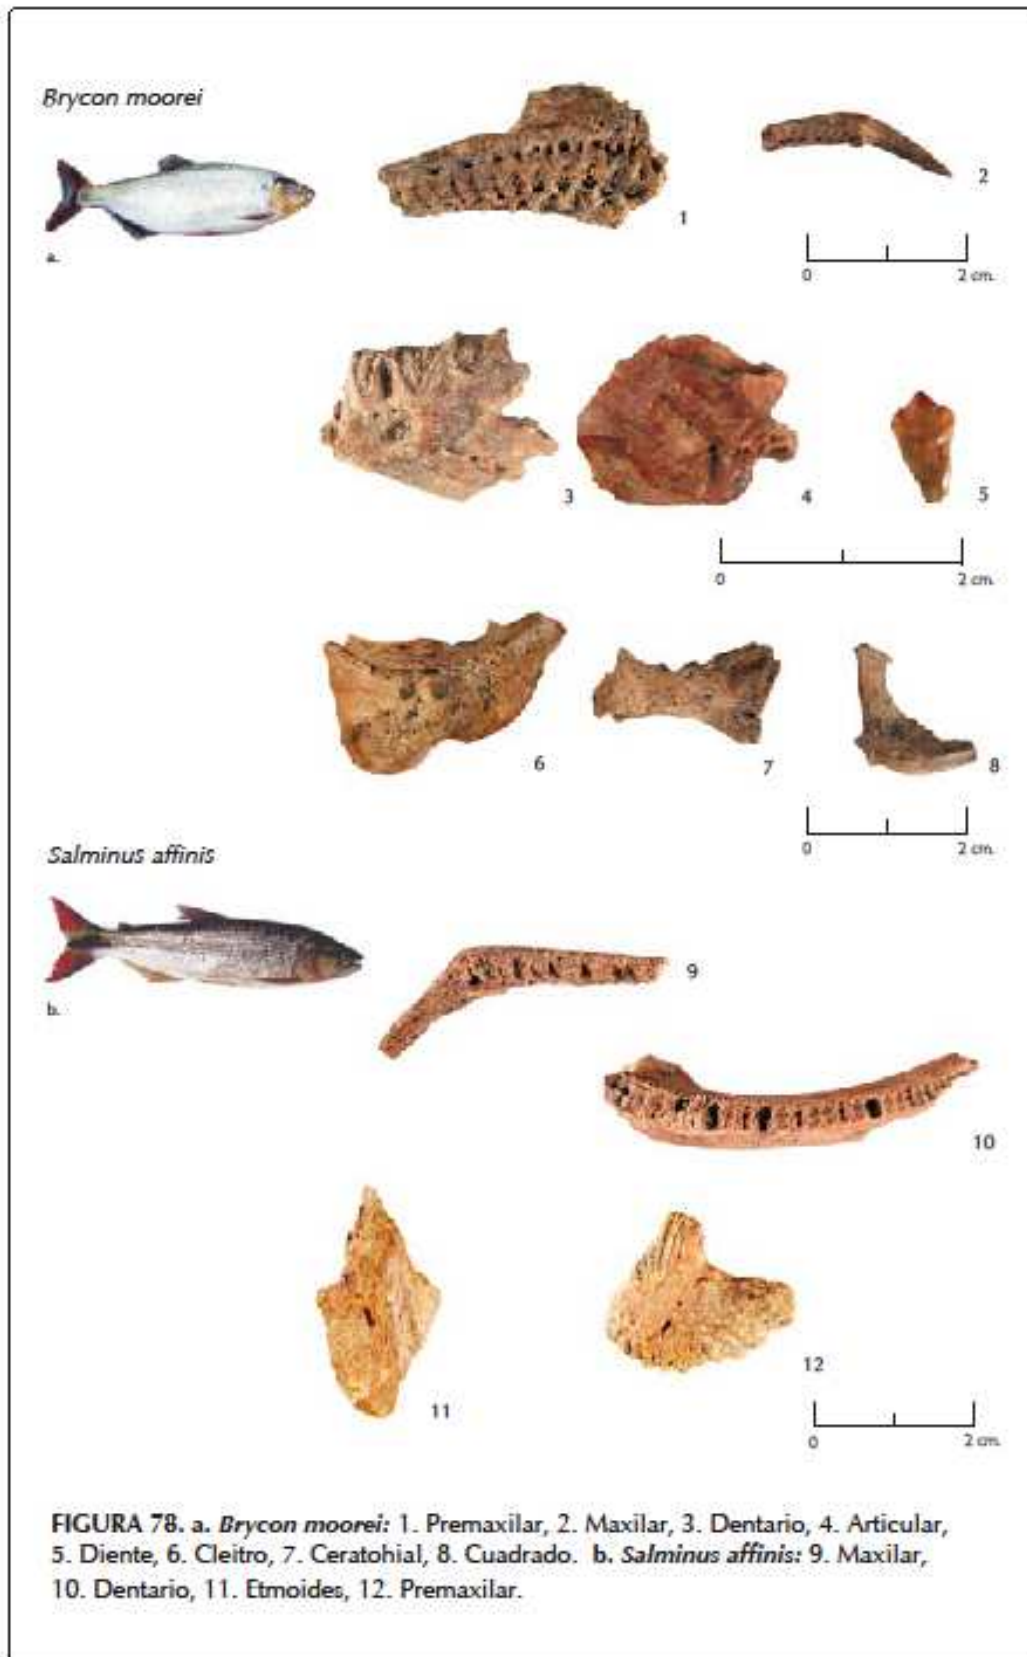 Brycon moorei
a.
1
2
0 2 cm.
3
4
5
0 2 cm.
6
7
8
0 2 cm.
Salminus affinis
b.
9
10
11
12
0 2 cm.
FIGURA 78. a. Brycon moorei: 1. Premaxilar, 2. Maxilar, 3. Dentario, 4. Articular,
5. Diente, 6. Cleitro, 7. Ceratohial, 8. Cuadrado. b. Salminus affinis: 9. Maxilar,
10. Dentario, 11. Etmoides, 12. Premaxilar.